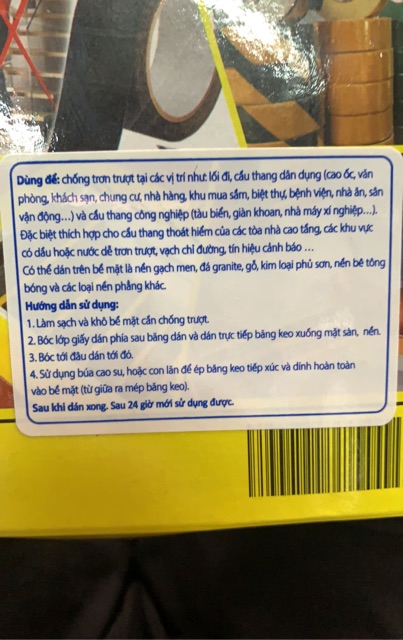 Dùng để: chống trơn trượt tại các vị trí như: lối đi, cầu thang dân dụng (cao ốc, văn
phòng, khách sạn, chung cư, nhà hàng, khu mua sắm, biệt thự, bệnh viện, nhà ăn, sân
vận động...) và cầu thang công nghiệp (tàu biển, giàn khoan, nhà máy xí nghiệp...).
Đặc biệt thích hợp cho cầu thang thoát hiểm của các tòa nhà cao tầng, các khu vực
có dầu hoặc nước dễ trơn trượt, vạch chỉ đường, tín hiệu cảnh báo ...
Có thể dán trên bề mặt là nền gạch men, đá granite, gỗ, kim loại phủ sơn, nền bê tông
bóng và các loại nền phẳng khác.
Hướng dẫn sử dụng:
1. Làm sạch và khô bề mặt cần chống trượt.
2. Bóc lớp giấy dán phía sau băng dán và dán trực tiếp băng keo xuống mặt sàn, nền.
3. Bóc tới đâu dán tới đó.
4. Sử dụng búa cao su, hoặc con lăn để ép băng keo tiếp xúc và dính hoàn toàn
vào bề mặt (từ giữa ra mép băng keo).
Sau khi dán xong. Sau 24 giờ mới sử dụng được.